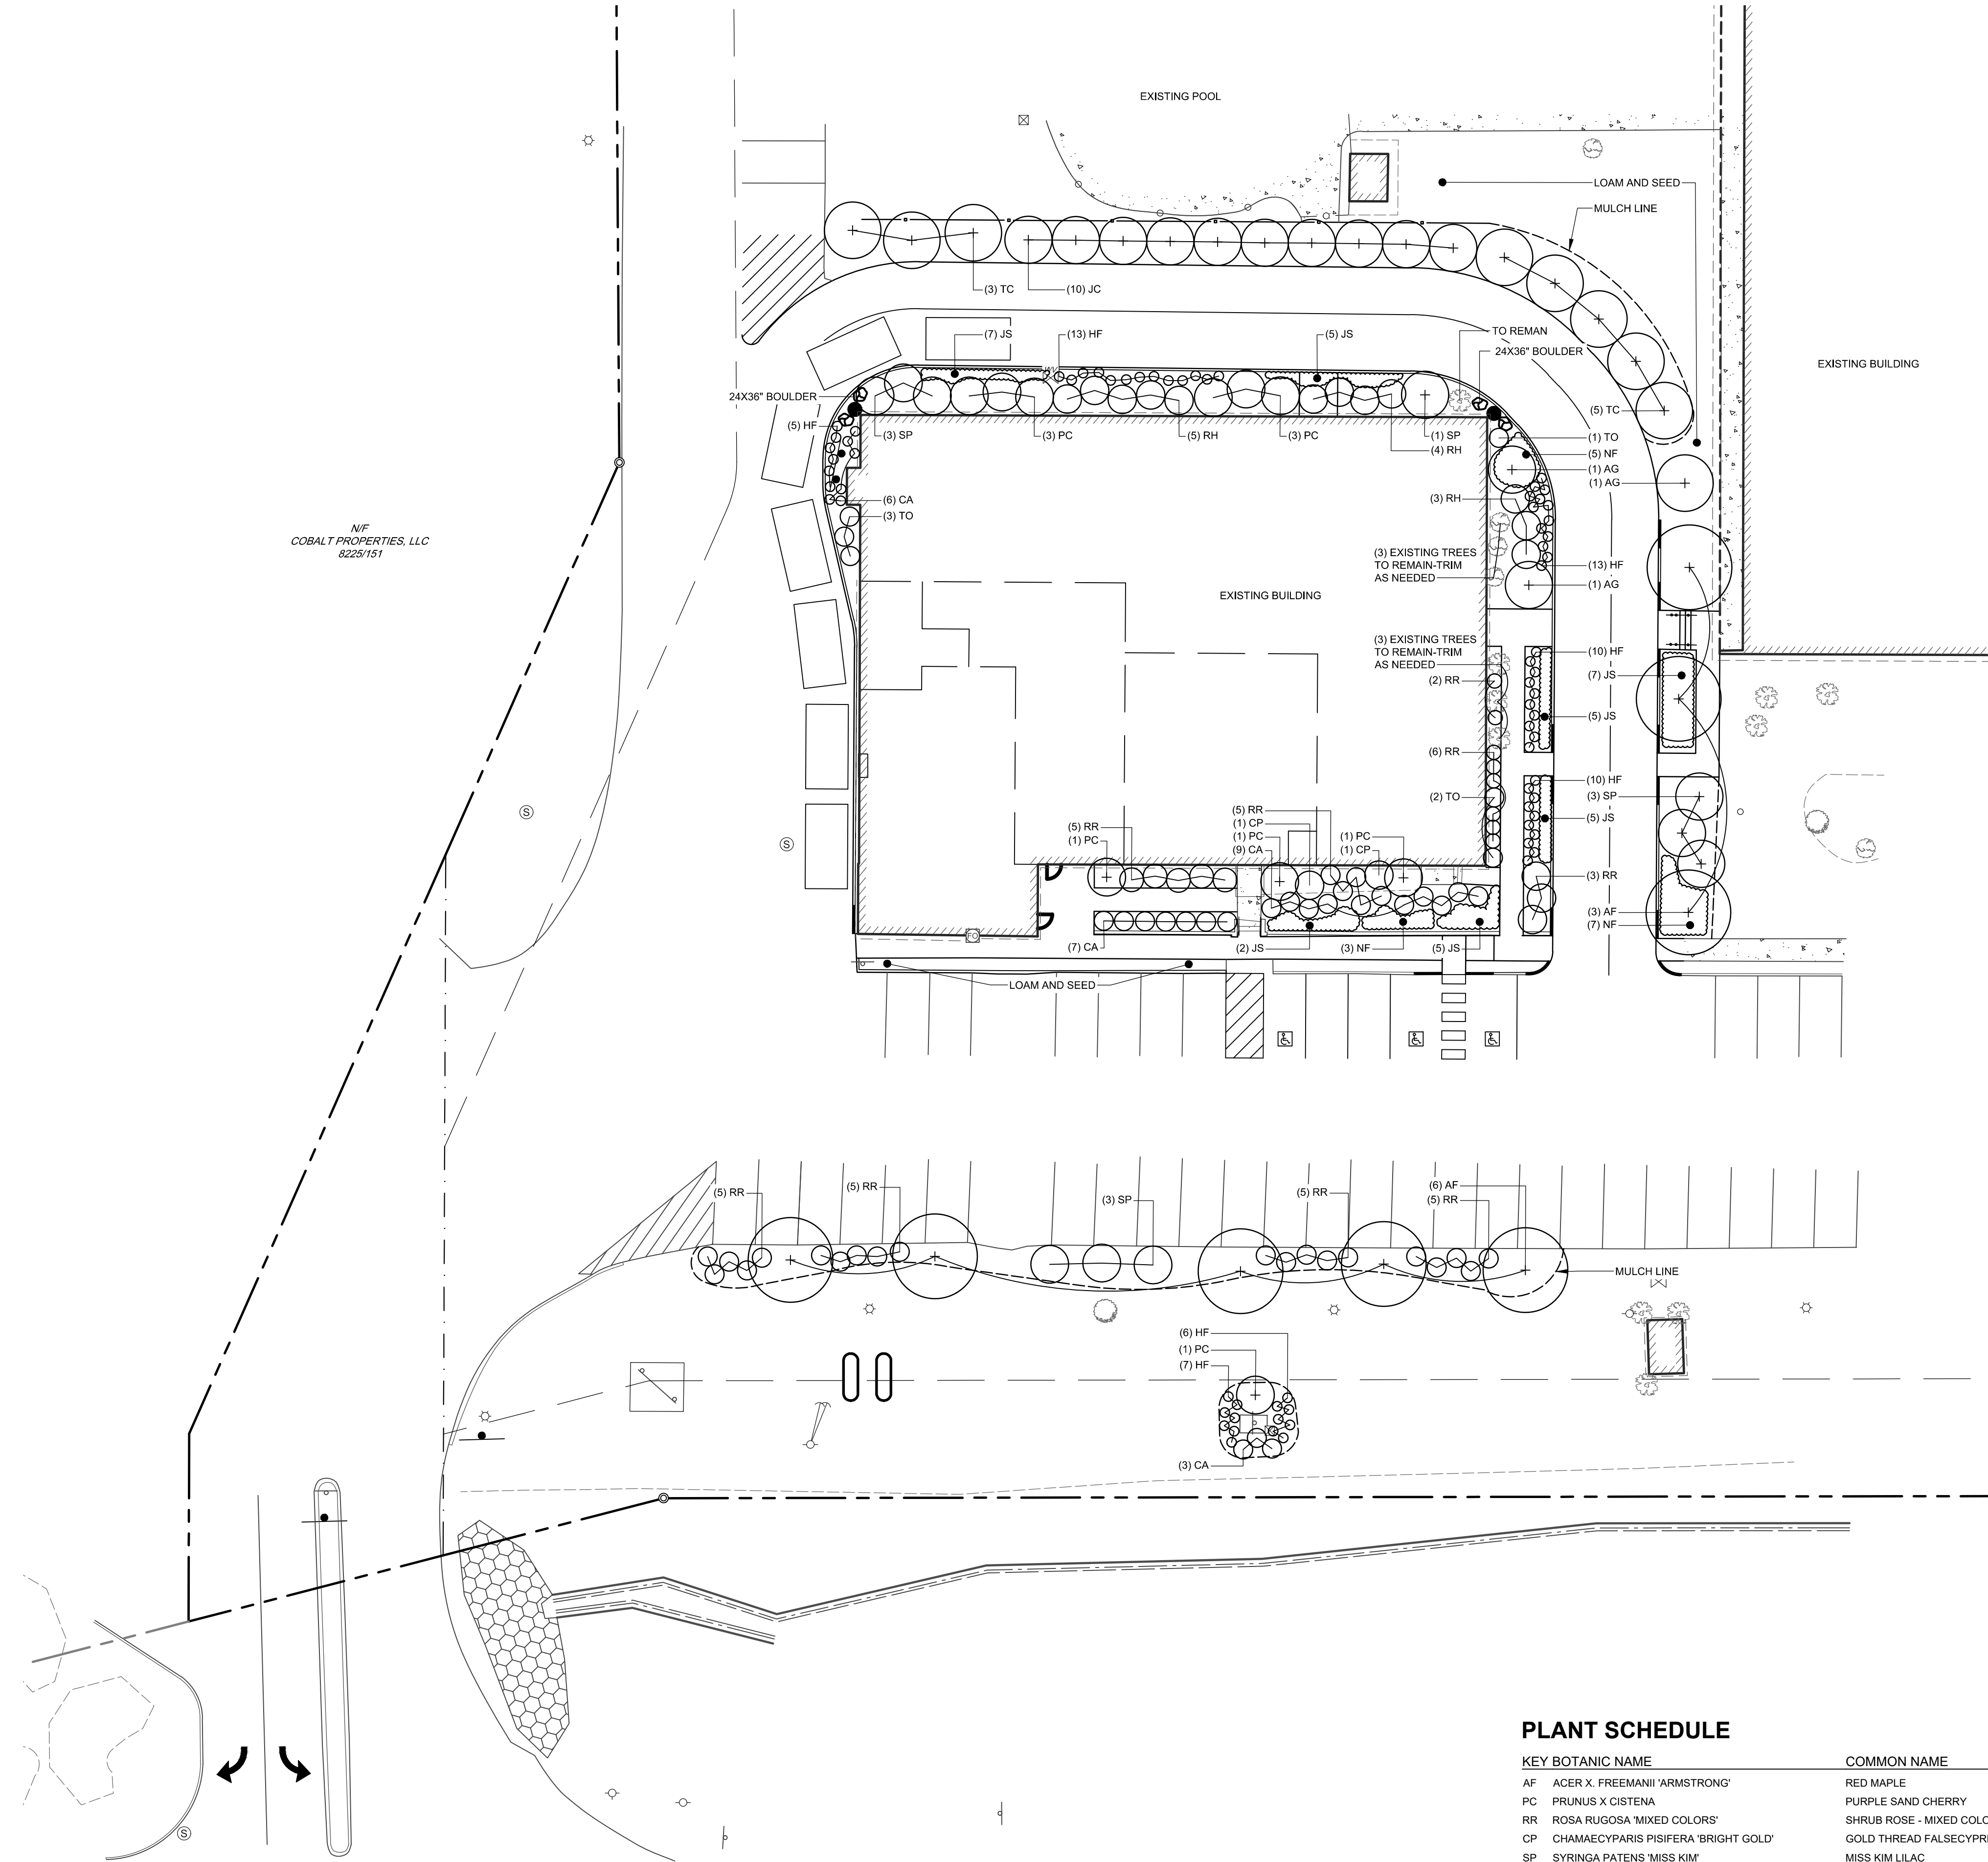 EXISTING POOL
LOAM AND SEED
MULCH LINE
(3) TC
(10) JC
(7) JS
(13) HF
(5) JS
TO REMAN
24X36" BOULDER
EXISTING BUILDING
24X36" BOULDER
(5) HF
(3) SP
(3) PC
(5) RH
(3) PC
(1) SP
(4) RH
(5) TC
(1) TO
(5) NF
(1) AG
(1) AG
(6) CA
(3) TO
(3) RH
N/F
COBALT PROPERTIES, LLC
8225/151
(3) EXISTING TREES
TO REMAIN-TRIM
AS NEEDED
(13) HF
(1) AG
EXISTING BUILDING
(3) EXISTING TREES
TO REMAIN-TRIM
AS NEEDED
(10) HF
(7) JS
(2) RR
(5) JS
(6) RR
(10) HF
(2) TO
(3) SP
(5) JS
(5) RR
(1) PC
(5) RR
(1) CP
(1) PC
(9) CA
(1) PC
(1) CP
(3) RR
(3) AF
(7) NF
S
S
FO
(7) CA
(2) JS
(3) NF
(5) JS
LOAM AND SEED
(5) RR
(5) RR
(3) SP
(5) RR
(6) AF
(5) RR
MULCH LINE
(6) HF
(1) PC
(7) HF
(3) CA
S
PLANT SCHEDULE
KEY BOTANIC NAME COMMON NAME
AF ACER X. FREEMANII 'ARMSTRONG' RED MAPLE
PC PRUNUS X CISTENA PURPLE SAND CHERRY
RR ROSA RUGOSA 'MIXED COLORS' SHRUB ROSE - MIXED COLO
CP CHAMAECYPARIS PISIFERA 'BRIGHT GOLD' GOLD THREAD FALSECYPR
SP SYRINGA PATENS 'MISS KIM' MISS KIM LILAC